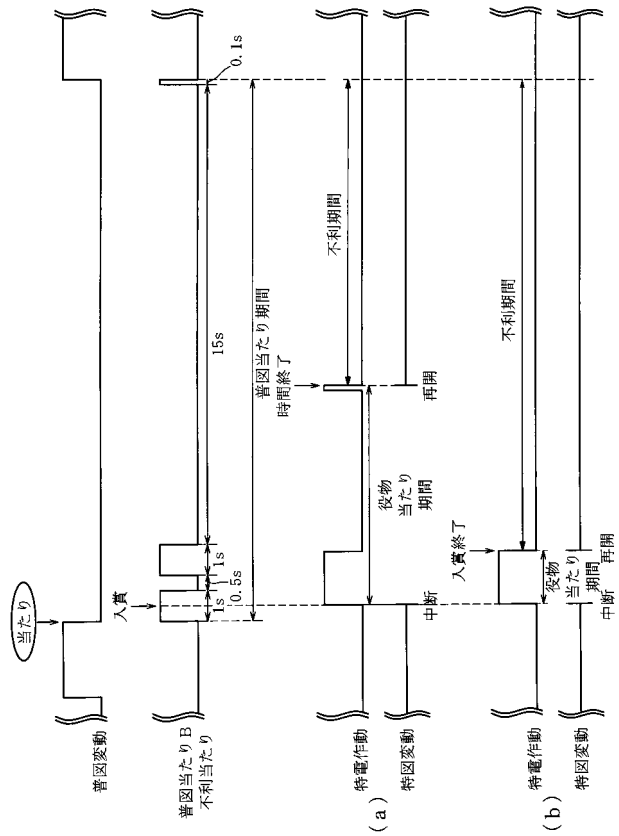 当たり
普図変動
入賞
1s
0.5s
1s
15s
0.1s
普図当たりB
不利当たり
普図当たり期間
時間終了
特電作動
役物
当たり
期間
不利期間
(a)
特図変動
中断
再開
入賞終了
特電作動
役物
当たり
期間
不利期間
(b)
特図変動
中断
再開